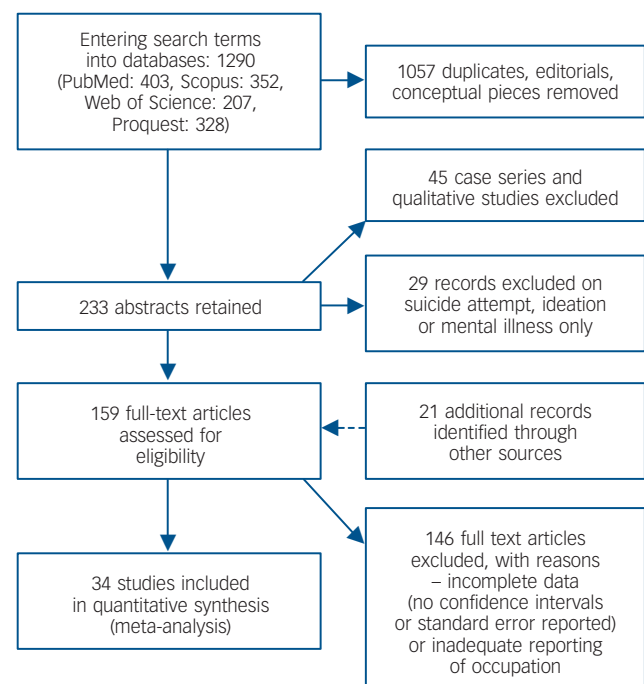 Entering search terms
into databases: 1290
(PubMed: 403, Scopus: 352,
Web of Science: 207,
Proquest: 328)
1057 duplicates, editorials,
conceptual pieces removed
45 case series and
qualitative studies excluded
233 abstracts retained
29 records excluded on
suicide attempt, ideation
or mental illness only
159 full-text articles
assessed for
eligibility
21 additional records
identified through
other sources
34 studies included
in quantitative synthesis
(meta-analysis)
146 full text articles
excluded, with reasons
– incomplete data
(no confidence intervals
or standard error reported)
or inadequate reporting
of occupation